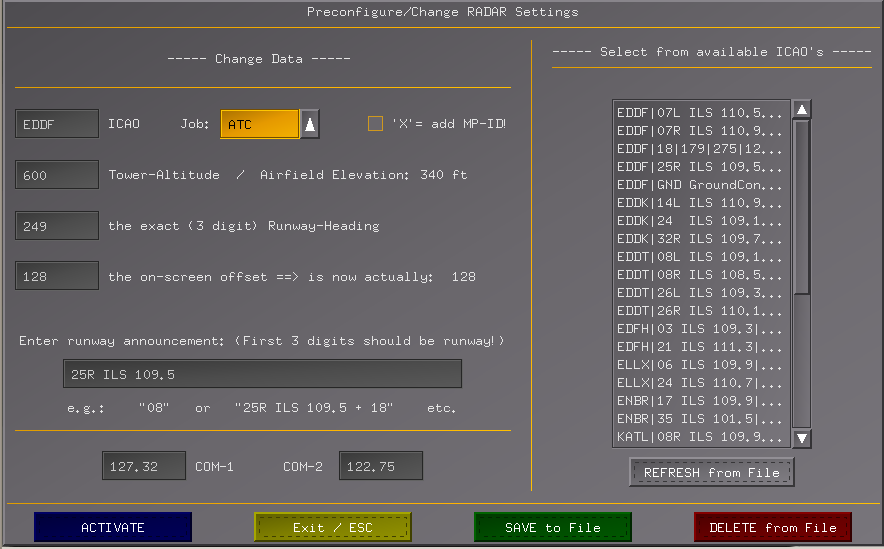 Preconfigure/Change RADAR Settings
----- Change Data -----
EDDF ICAO Job: ATC 'X'= add MP-ID!
600 Tower-Altitude / Airfield Elevation: 340 ft
249 the exact (3 digit) Runway-Heading
128 the on-screen offset ==> is now actually: 128
Enter runway announcement: (First 3 digits should be runway!)
25R ILS 109.5
e.g.: "08" or "25R ILS 109.5 + 18" etc.
127.32 COM-1 COM-2 122.75
----- Select from available ICAO's -----
EDDF|07L ILS 110.5...
EDDF|07R ILS 110.9...
EDDF|18|179|275|12...
EDDF|25R ILS 109.5...
EDDF|GND GroundCon...
EDDK|14L ILS 110.9...
EDDK|24 ILS 109.1...
EDDK|32R ILS 109.7...
EDDT|08L ILS 109.1...
EDDT|08R ILS 108.5...
EDDT|26L ILS 109.3...
EDDT|26R ILS 110.1...
EDFH|03 ILS 109.3|...
EDFH|21 ILS 111.3|...
ELLX|06 ILS 109.9|...
ELLX|24 ILS 110.7|...
ENBR|17 ILS 109.9|...
ENBR|35 ILS 101.5|...
KATL|08R ILS 109.9...
REFRESH from File
ACTIVATE Exit / ESC SAVE to File DELETE from File